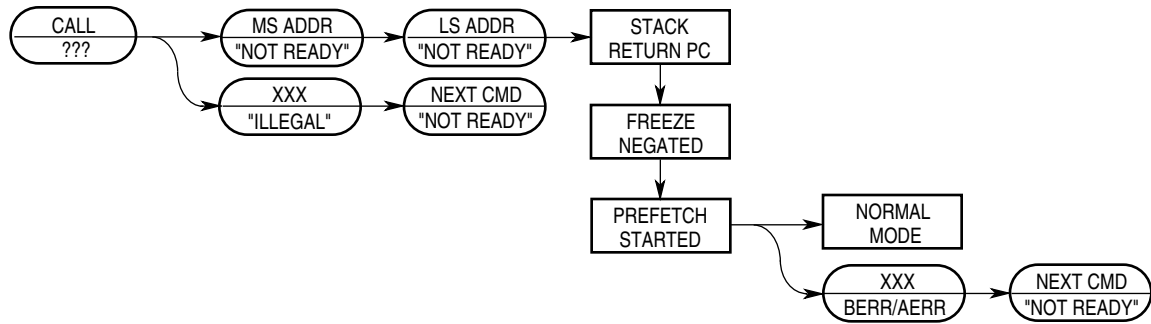 CALL
???
MS ADDR
"NOT READY"
LS ADDR
"NOT READY"
STACK
RETURN PC
XXX
"ILLEGAL"
NEXT CMD
"NOT READY"
FREEZE
NEGATED
PREFETCH
STARTED
NORMAL
MODE
XXX
BERR/AERR
NEXT CMD
"NOT READY"